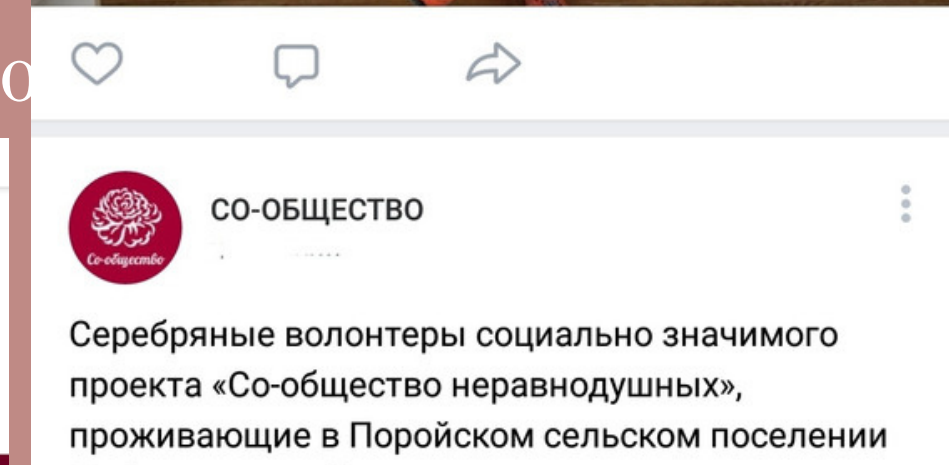 О
СО-ОБЩЕСТВО
Со-общество
Серебряные волонтеры социально значимого
проекта «Со-общество неравнодушных»,
проживающие в Поройском сельском поселении